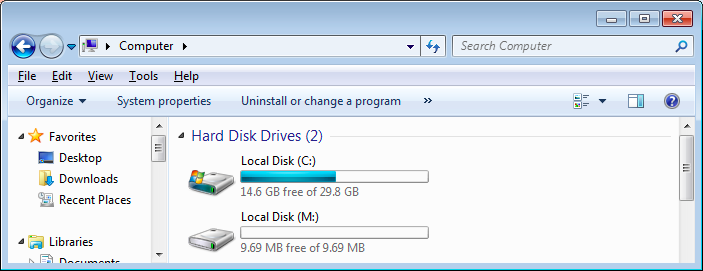 Computer
Search Computer
File Edit View Tools Help
Organize System properties Uninstall or change a program »
Favorites
Desktop
Downloads
Recent Places
Libraries
Documents
Hard Disk Drives (2)
Local Disk (C:)
14.6 GB free of 29.8 GB
Local Disk (M:)
9.69 MB free of 9.69 MB